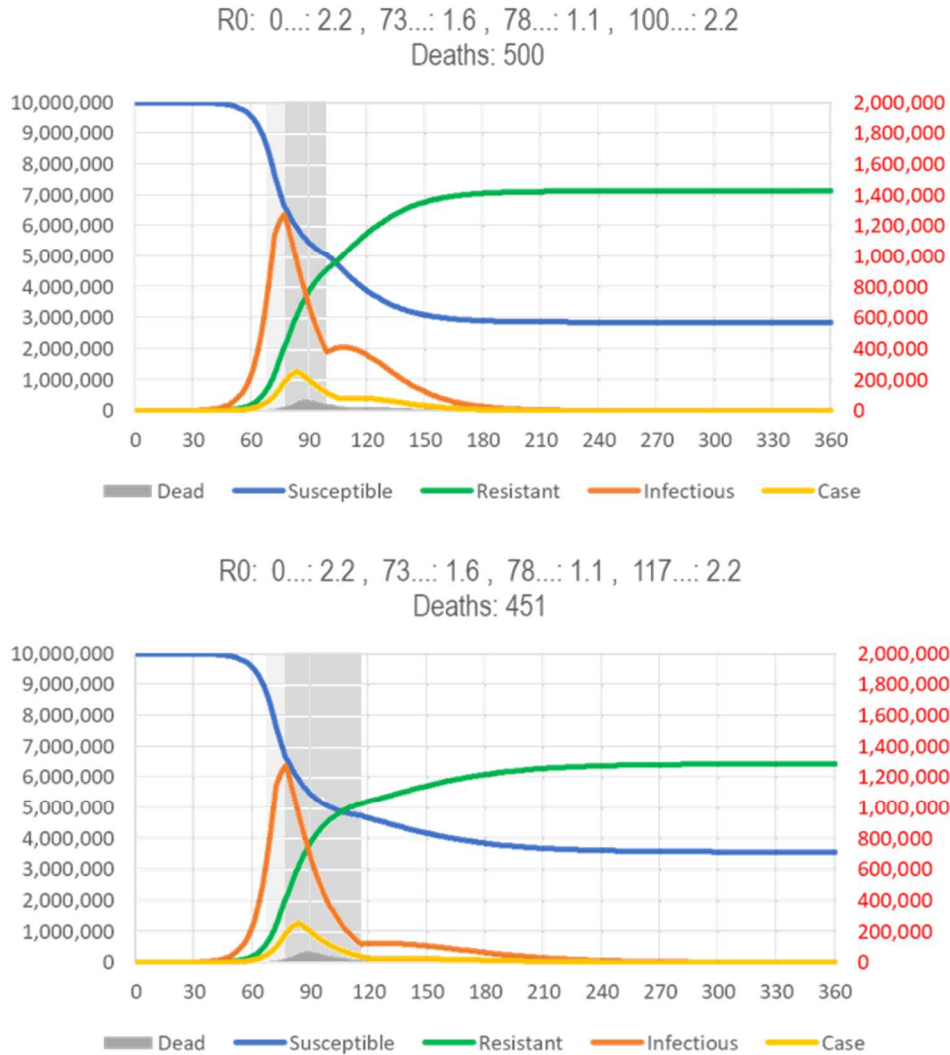 R0: 0...: 2.2 , 73...: 1.6 , 78...: 1.1 , 100...: 2.2
Deaths: 500
10,000,000 2,000,000
9,000,000 1,800,000
8,000,000 1,600,000
7,000,000 1,400,000
6,000,000 1,200,000
5,000,000 1,000,000
4,000,000 800,000
3,000,000 600,000
2,000,000 400,000
1,000,000 200,000
0 0
0 30 60 90 120 150 180 210 240 270 300 330 360
Dead Susceptible Resistant Infectious Case
R0: 0...: 2.2 , 73...: 1.6 , 78...: 1.1 , 117...: 2.2
Deaths: 451
10,000,000 2,000,000
9,000,000 1,800,000
8,000,000 1,600,000
7,000,000 1,400,000
6,000,000 1,200,000
5,000,000 1,000,000
4,000,000 800,000
3,000,000 600,000
2,000,000 400,000
1,000,000 200,000
0 0
0 30 60 90 120 150 180 210 240 270 300 330 360
Dead Susceptible Resistant Infectious Case